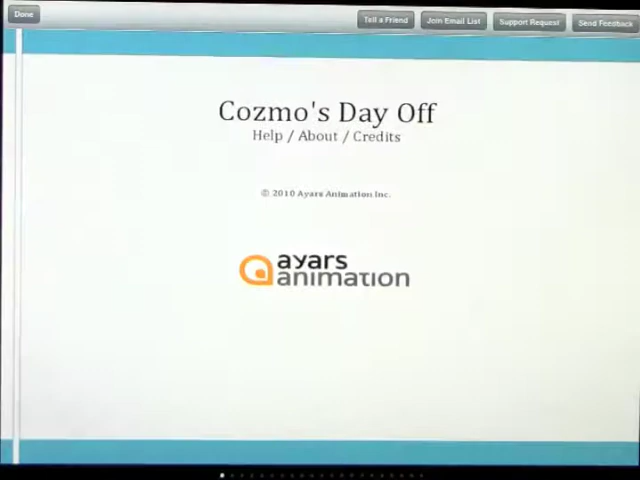 Done
Tell a Friend
Join Email List
Support Request
Send Feedback
Cozmo's Day Off
Help / About / Credits
© 2010 Ayars Animation Inc.
ayars
animation